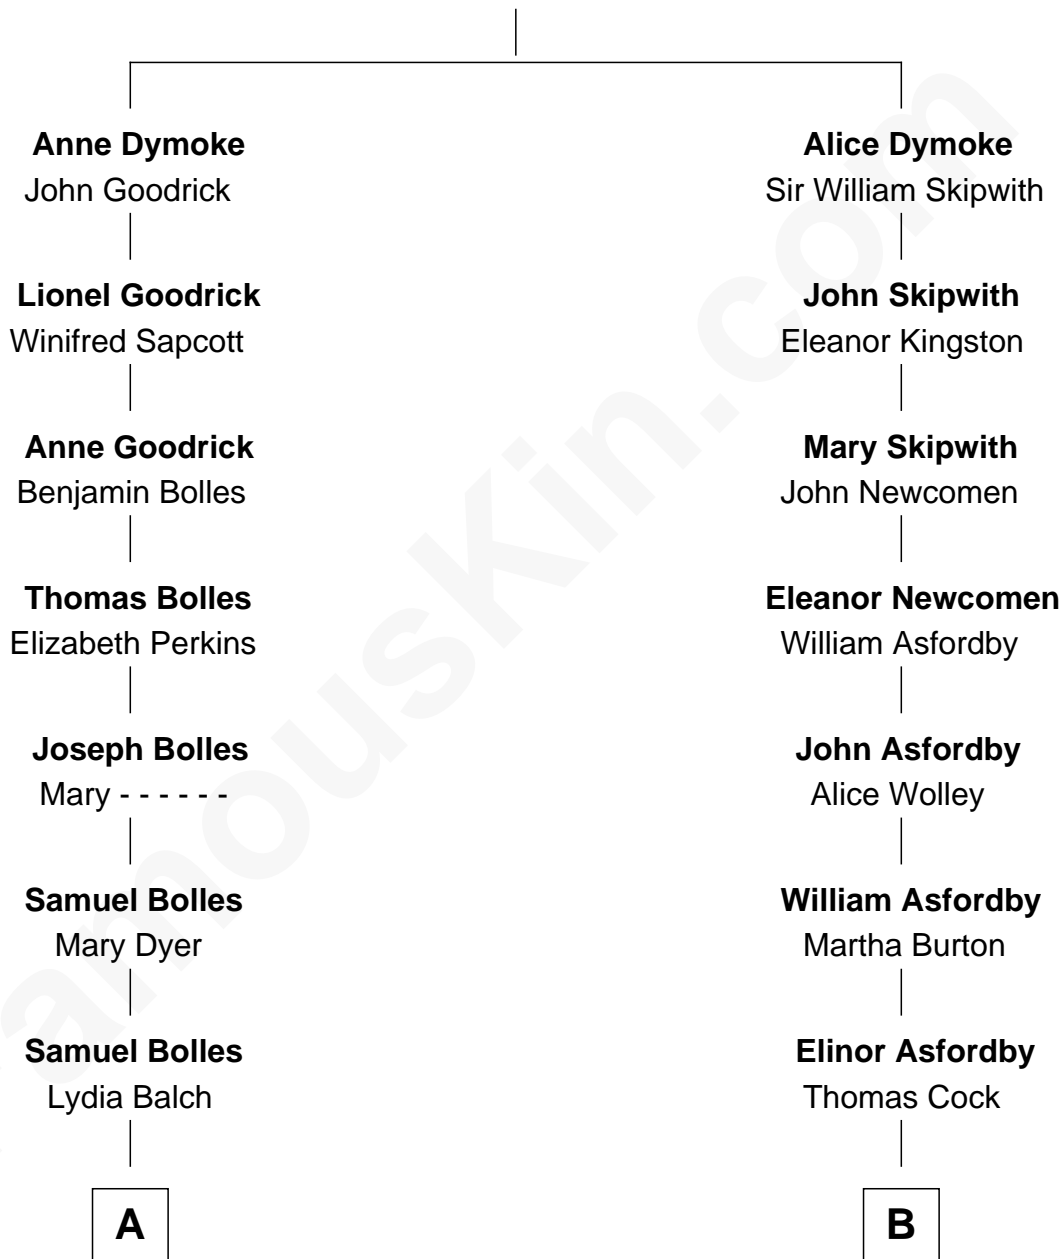 Anne Dymoke
John Goodrick
Lionel Goodrick
Winifred Sapcott
Anne Goodrick
Benjamin Bolles
Thomas Bolles
Elizabeth Perkins
Joseph Bolles
Mary - - - - - -
Samuel Bolles
Mary Dyer
Samuel Bolles
Lydia Balch
A
Alice Dymoke
Sir William Skipwith
John Skipwith
Eleanor Kingston
Mary Skipwith
John Newcomen
Eleanor Newcomen
William Asfordby
John Asfordby
Alice Wolley
William Asfordby
Martha Burton
Elinor Asfordby
Thomas Cock
B
amousKin.com